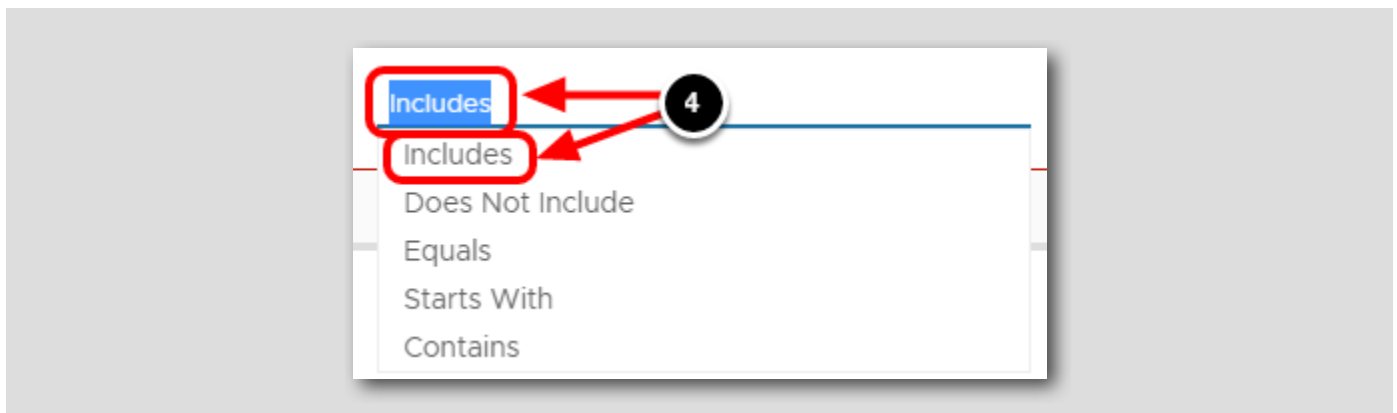 Includes
4
Includes
Does Not Include
Equals
Starts With
Contains